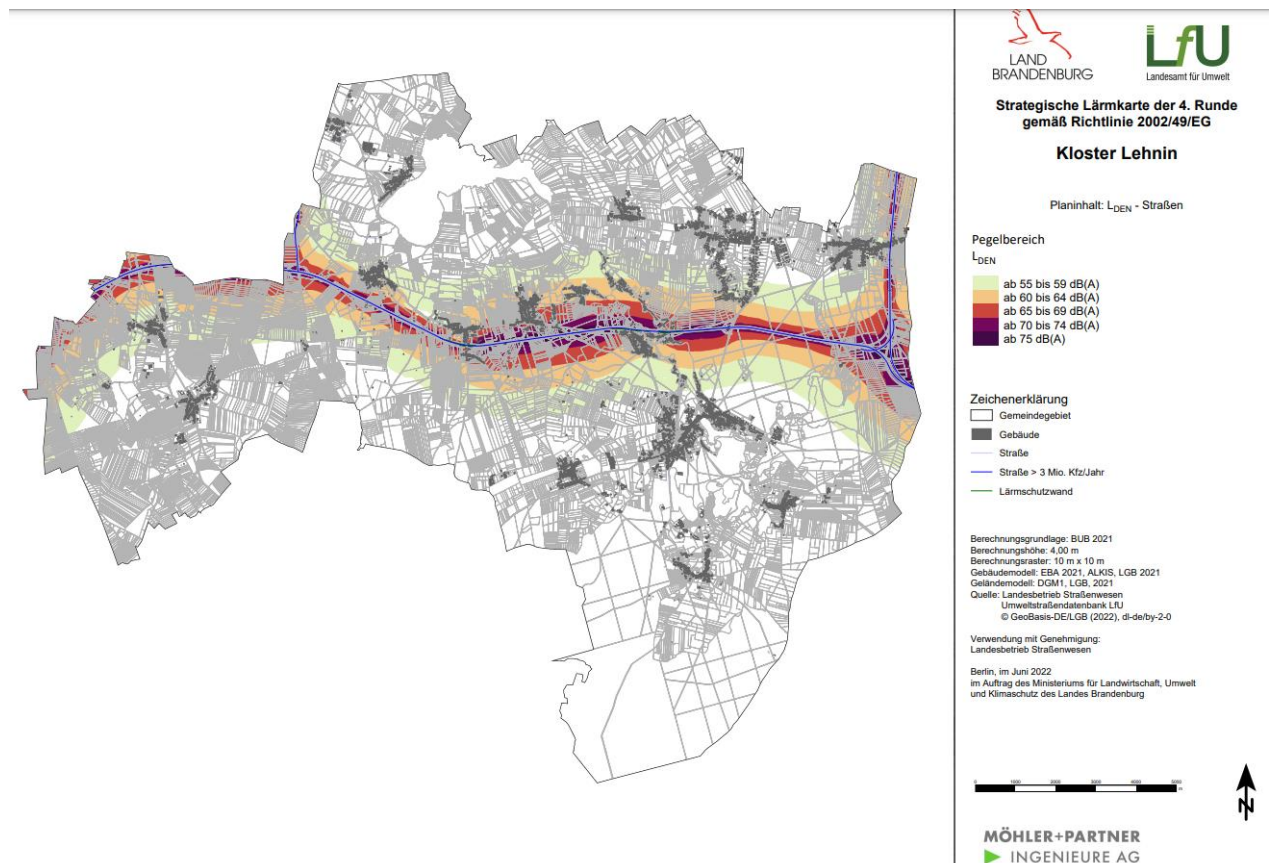 LAND
BRANDENBURG
LfU
Landesamt für Umwelt
Strategische Lärmkarte der 4. Runde
gemäß Richtlinie 2002/49/EG
Kloster Lehnin
Planinhalt: LDEN - Straßen
Pegelbereich
LDEN
ab 55 bis 59 dB(A)
ab 60 bis 64 dB(A)
ab 65 bis 69 dB(A)
ab 70 bis 74 dB(A)
ab 75 dB(A)
Zeichenerklärung
Gemeindegebiet
Gebäude
Straße
Straße > 3 Mio. Kfz/Jahr
Lärmschutzwand
Berechnungsgrundlage: BUB 2021
Berechnungshöhe: 4,00 m
Berechnungsraster: 10 m x 10 m
Gebäudemodell: EBA 2021, ALKIS, LGB 2021
Geländemodell: DGM1, LGB, 2021
Quelle: Landesbetrieb Straßenwesen
Umweltstraßendatenbank LfU
© GeoBasis-DE/LGB (2022), dl-de/by-2-0
Verwendung mit Genehmigung:
Landesbetrieb Straßenwesen
Berlin, im Juni 2022
im Auftrag des Ministeriums für Landwirtschaft, Umwelt
und Klimaschutz des Landes Brandenburg
0 1000 2000 3000 4000 5000
m
N
MÖHLER+PARTNER
INGENIEURE AG